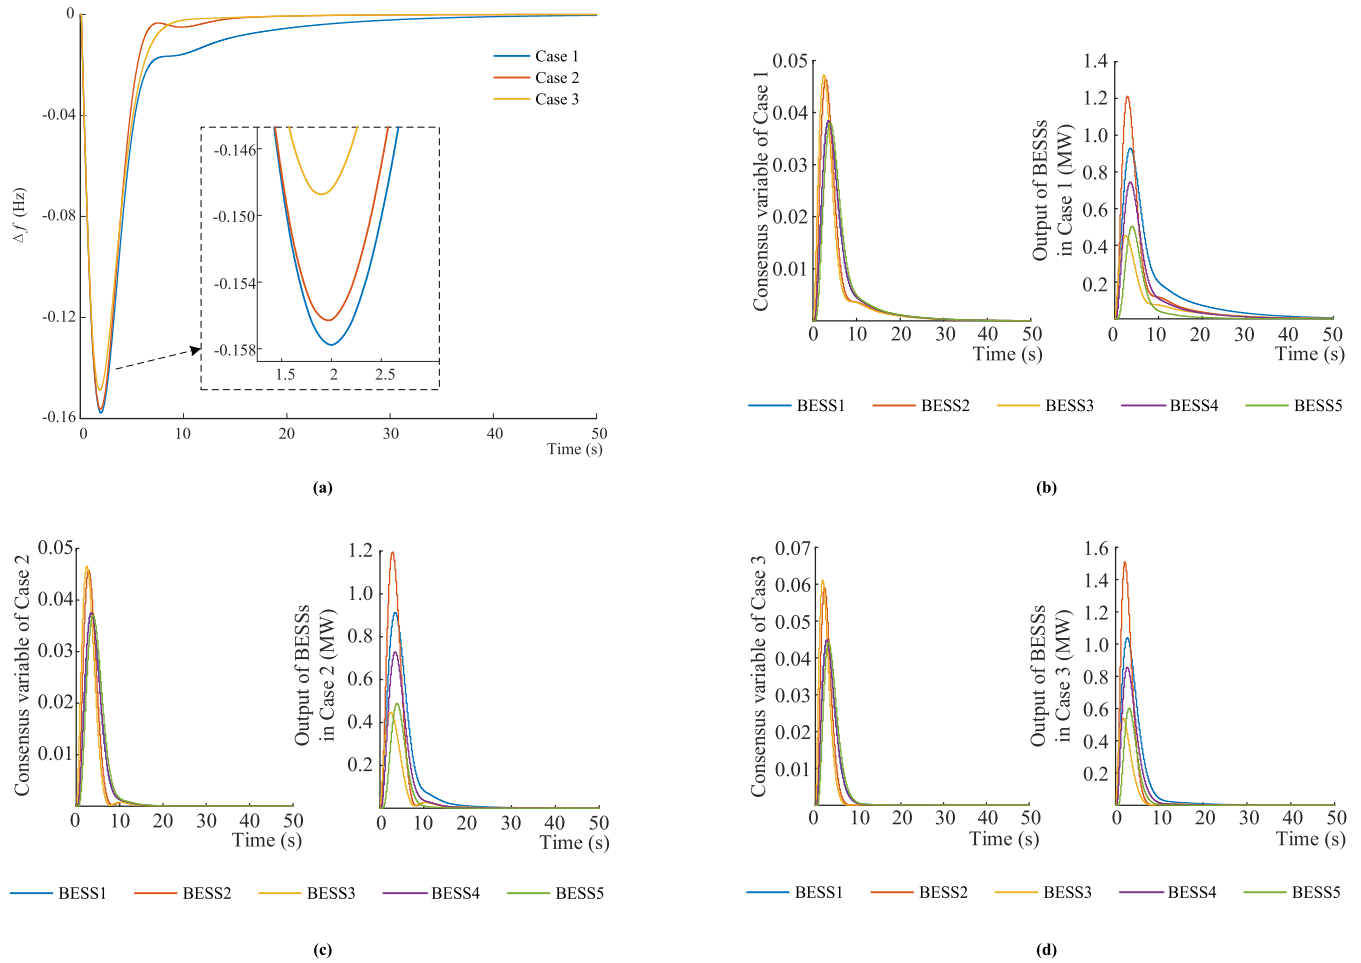 0
-0.04
-0.08
-0.12
-0.16
Δ f (Hz)
Case 1
Case 2
Case 3
-0.146
-0.150
-0.154
-0.158
1.5 2 2.5
0 10 20 30 40 50
Time (s)
(a)
Consensus variable of Case 1
0.05
0.04
0.03
0.02
0.01
0 10 20 30 40 50
Time (s)
Output of BESSs
in Case 1 (MW)
1.4
1.2
1.0
0.8
0.6
0.4
0.2
0 10 20 30 40 50
Time (s)
BESS1 BESS2 BESS3 BESS4 BESS5
(b)
Consensus variable of Case 2
0.05
0.04
0.03
0.02
0.01
0 10 20 30 40 50
Time (s)
Output of BESSs
in Case 2 (MW)
1.2
1.0
0.8
0.6
0.4
0.2
0 10 20 30 40 50
Time (s)
BESS1 BESS2 BESS3 BESS4 BESS5
(c)
Consensus variable of Case 3
0.07
0.06
0.05
0.04
0.03
0.02
0.01
0 10 20 30 40 50
Time (s)
Output of BESSs
in Case 3 (MW)
1.6
1.4
1.2
1.0
0.8
0.6
0.4
0.2
0 10 20 30 40 50
Time (s)
BESS1 BESS2 BESS3 BESS4 BESS5
(d)